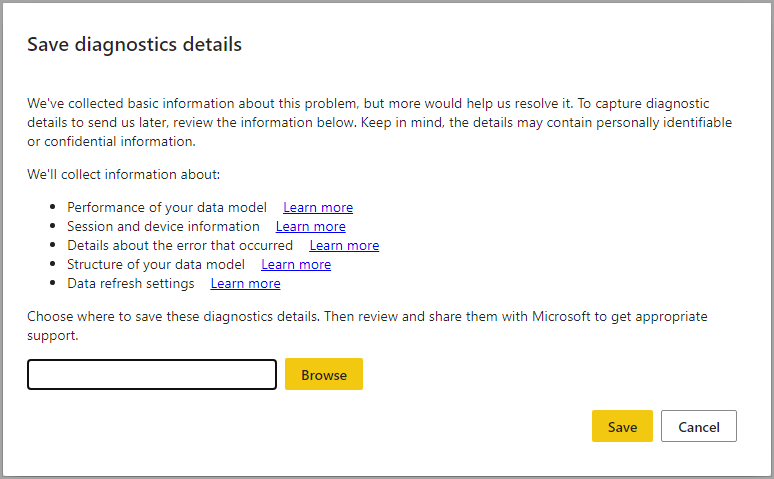 Save diagnostics details
We've collected basic information about this problem, but more would help us resolve it. To capture diagnostic
details to send us later, review the information below. Keep in mind, the details may contain personally identifiable
or confidential information.
We'll collect information about:
• Performance of your data model Learn more
• Session and device information Learn more
• Details about the error that occurred Learn more
• Structure of your data model Learn more
• Data refresh settings Learn more
Choose where to save these diagnostics details. Then review and share them with Microsoft to get appropriate
support.
Browse
Save Cancel